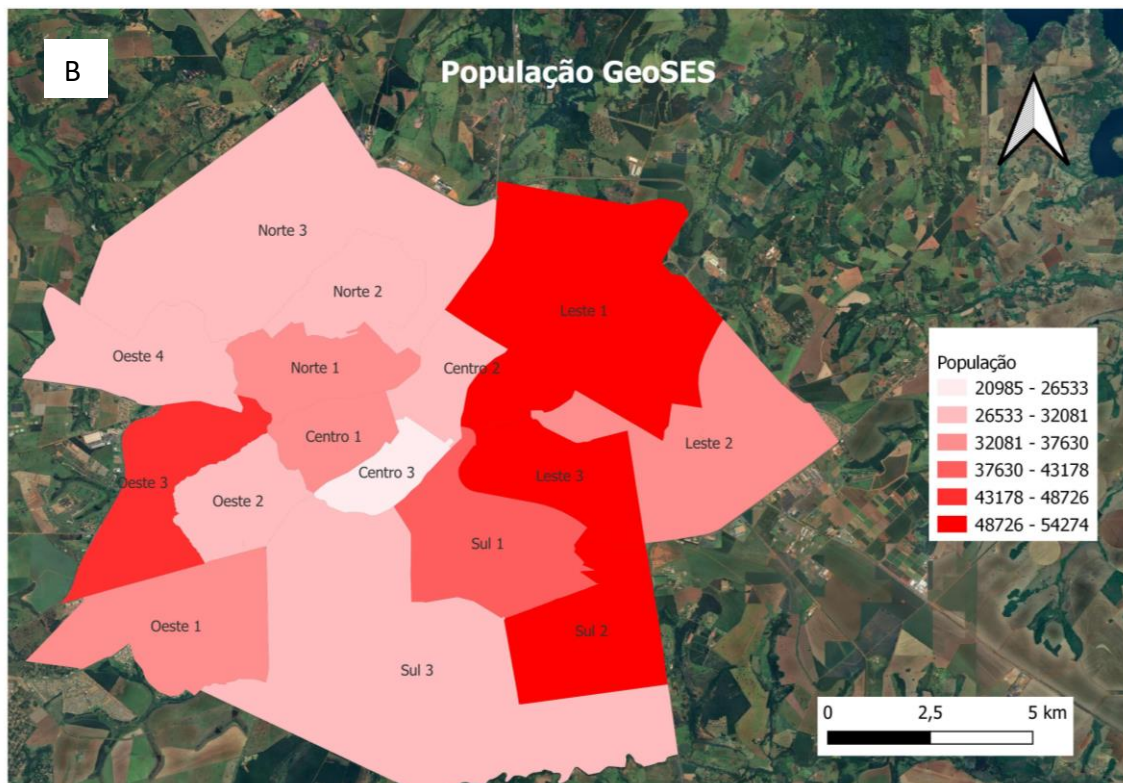 B
População GeoSES
Norte 3
Norte 2
Leste 1
Oeste 4
Norte 1
Centro 2
Centro 1
Leste 2
Centro 3
Oeste 3
Oeste 2
Leste 3
Sul 1
Oeste 1
Sul 2
Sul 3
População
20985 - 26533
26533 - 32081
32081 - 37630
37630 - 43178
43178 - 48726
48726 - 54274
0 2,5 5 km